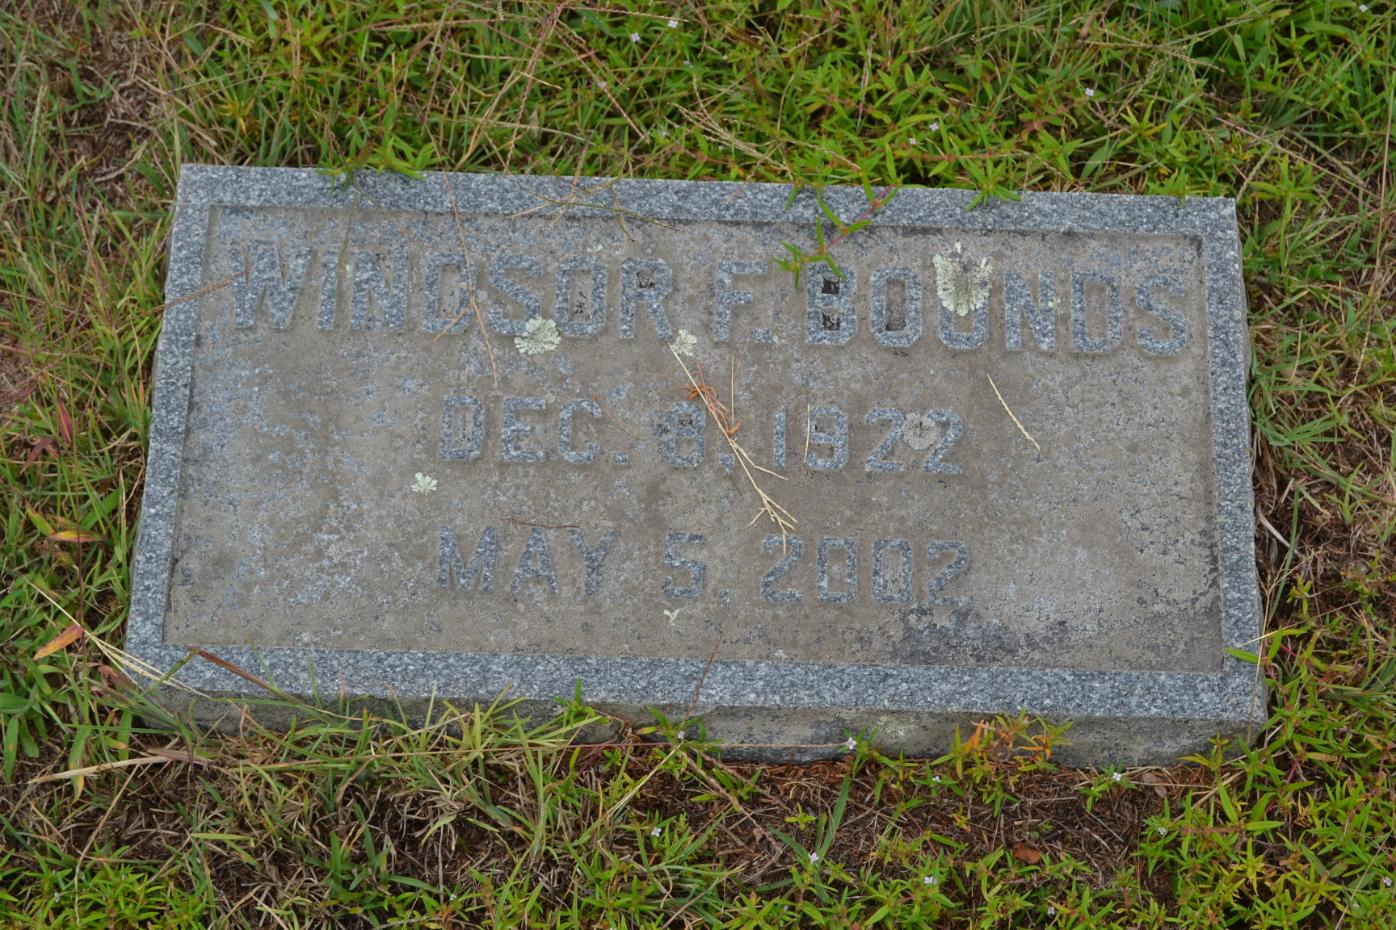 WINDSOR F. BOUNDS
DEC. 8, 1922
MAY 5, 2002